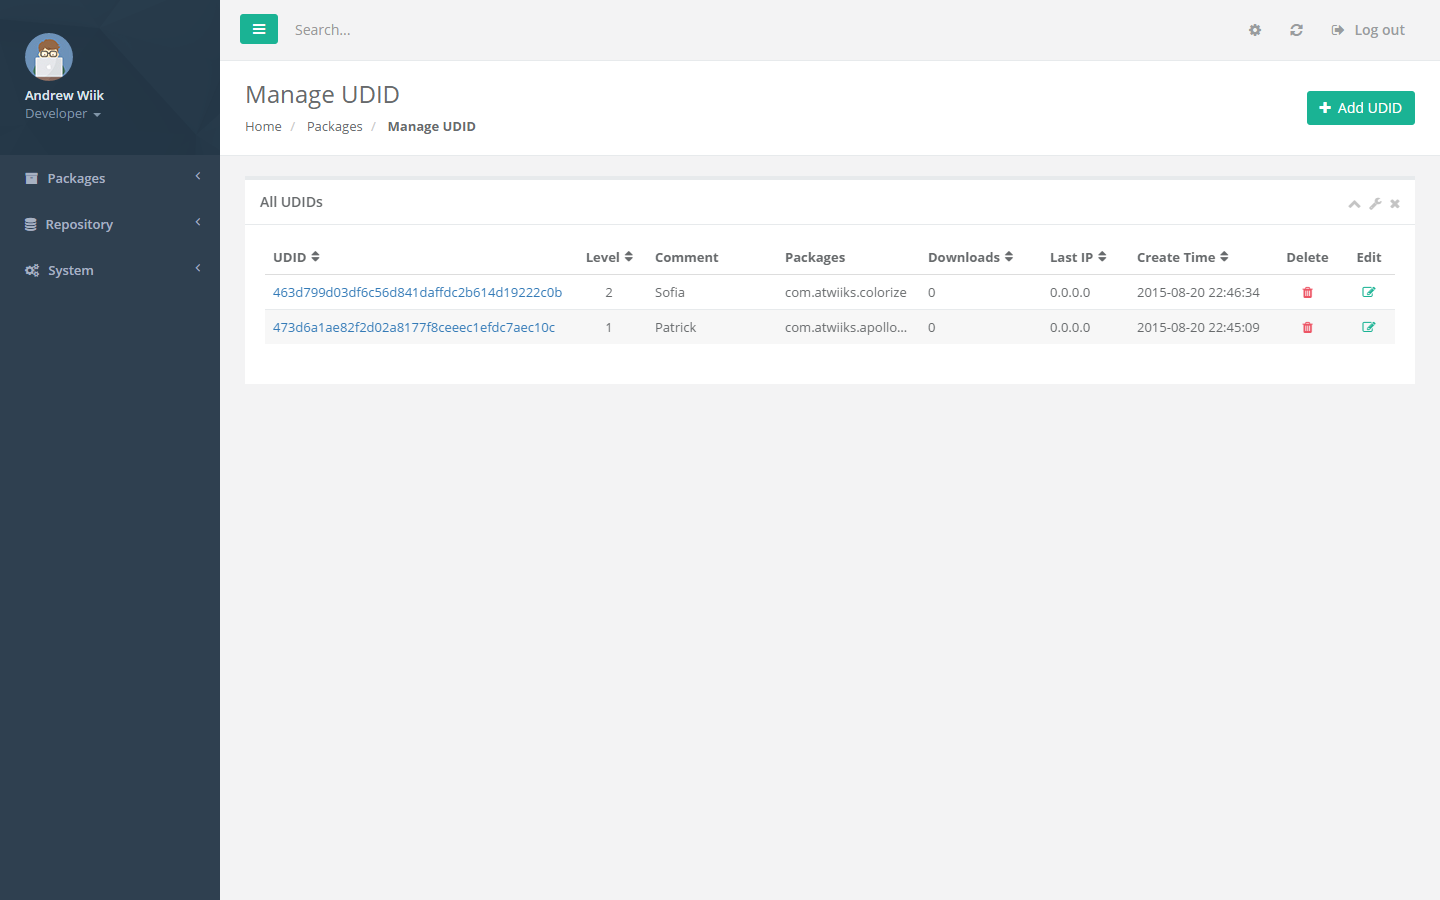 Andrew Wiik
Developer
Packages
Repository
System
Search...
Log out
Manage UDID
Home / Packages / Manage UDID
Add UDID
All UDIDs
UDID Level Comment Packages Downloads Last IP Create Time Delete Edit
463d799d03df6c56d841daffdc2b614d19222c0b 2 Sofia com.atwiiks.colorize 0 0.0.0.0 2015-08-20 22:46:34
473d6a1ae82f2d02a8177f8ceeec1efdc7aec10c 1 Patrick com.atwiiks.apollo... 0 0.0.0.0 2015-08-20 22:45:09